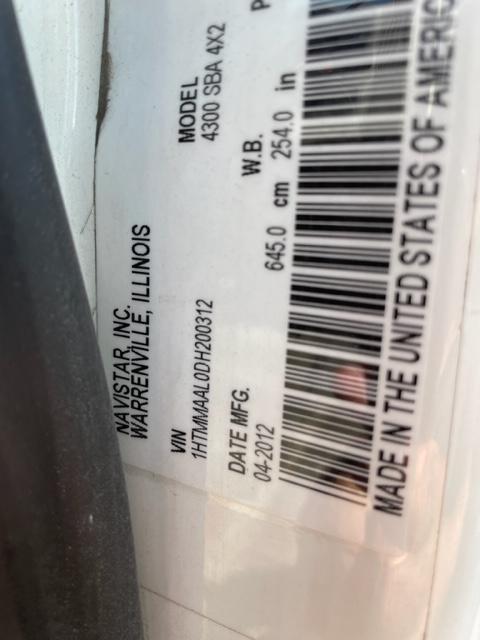 NAVISTAR, INC.
WARRENVILLE, ILLINOIS
VIN
1HTMMAAL0DH200312
MODEL
4300 SBA 4X2
DATE MFG.
04-2012
W.B.
645.0 cm 254.0 in
P
MADE IN THE UNITED STATES OF AMERIC